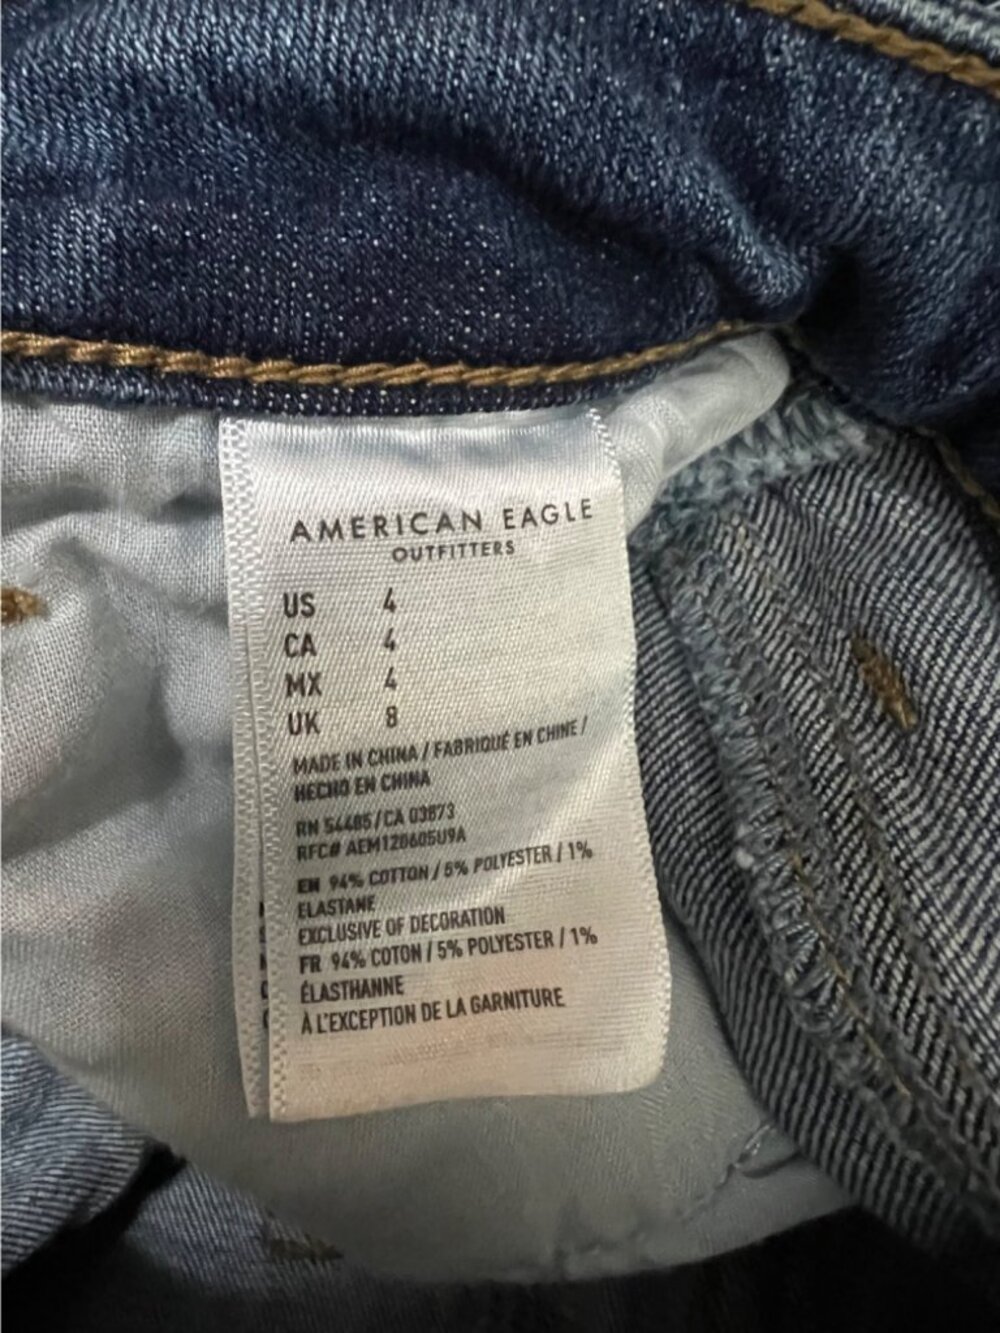 AMERICAN EAGLE
OUTFITTERS
US 4
CA 4
MX 4
UK 8
MADE IN CHINA / FABRIQUÉ EN CHINE /
HECHO EN CHINA
RN 54485/CA 03873
RFC# AEM120605U9A
EN 94% COTTON / 5% POLYESTER / 1%
ELASTANE
EXCLUSIVE OF DECORATION
FR 94% COTON / 5% POLYESTER / 1%
ÉLASTHANNE
À L'EXCEPTION DE LA GARNITURE